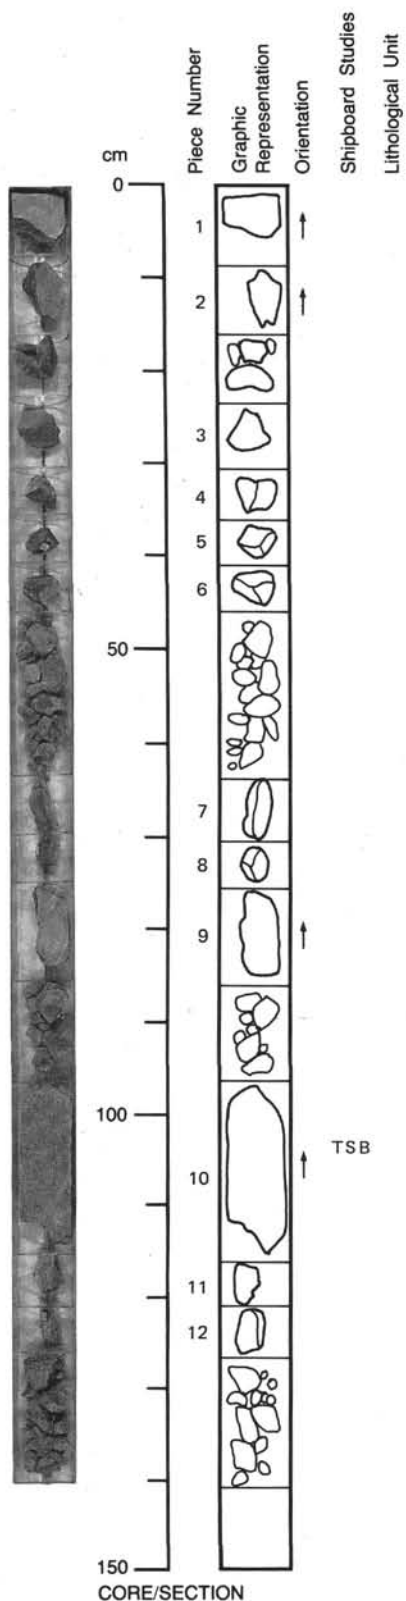 cm
Piece Number
Graphic
Representation
Orientation
Shipboard Studies
Lithological Unit
0
1
2
3
4
5
6
50
7
8
9
100
TSB
10
11
12
150
CORE/SECTION